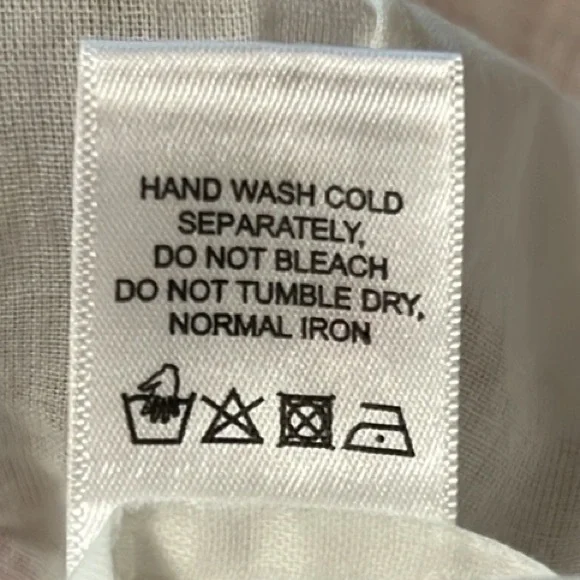 HAND WASH COLD
SEPARATELY,
DO NOT BLEACH
DO NOT TUMBLE DRY,
NORMAL IRON